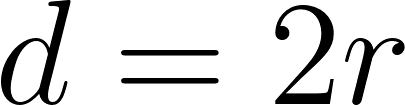 d = 2r